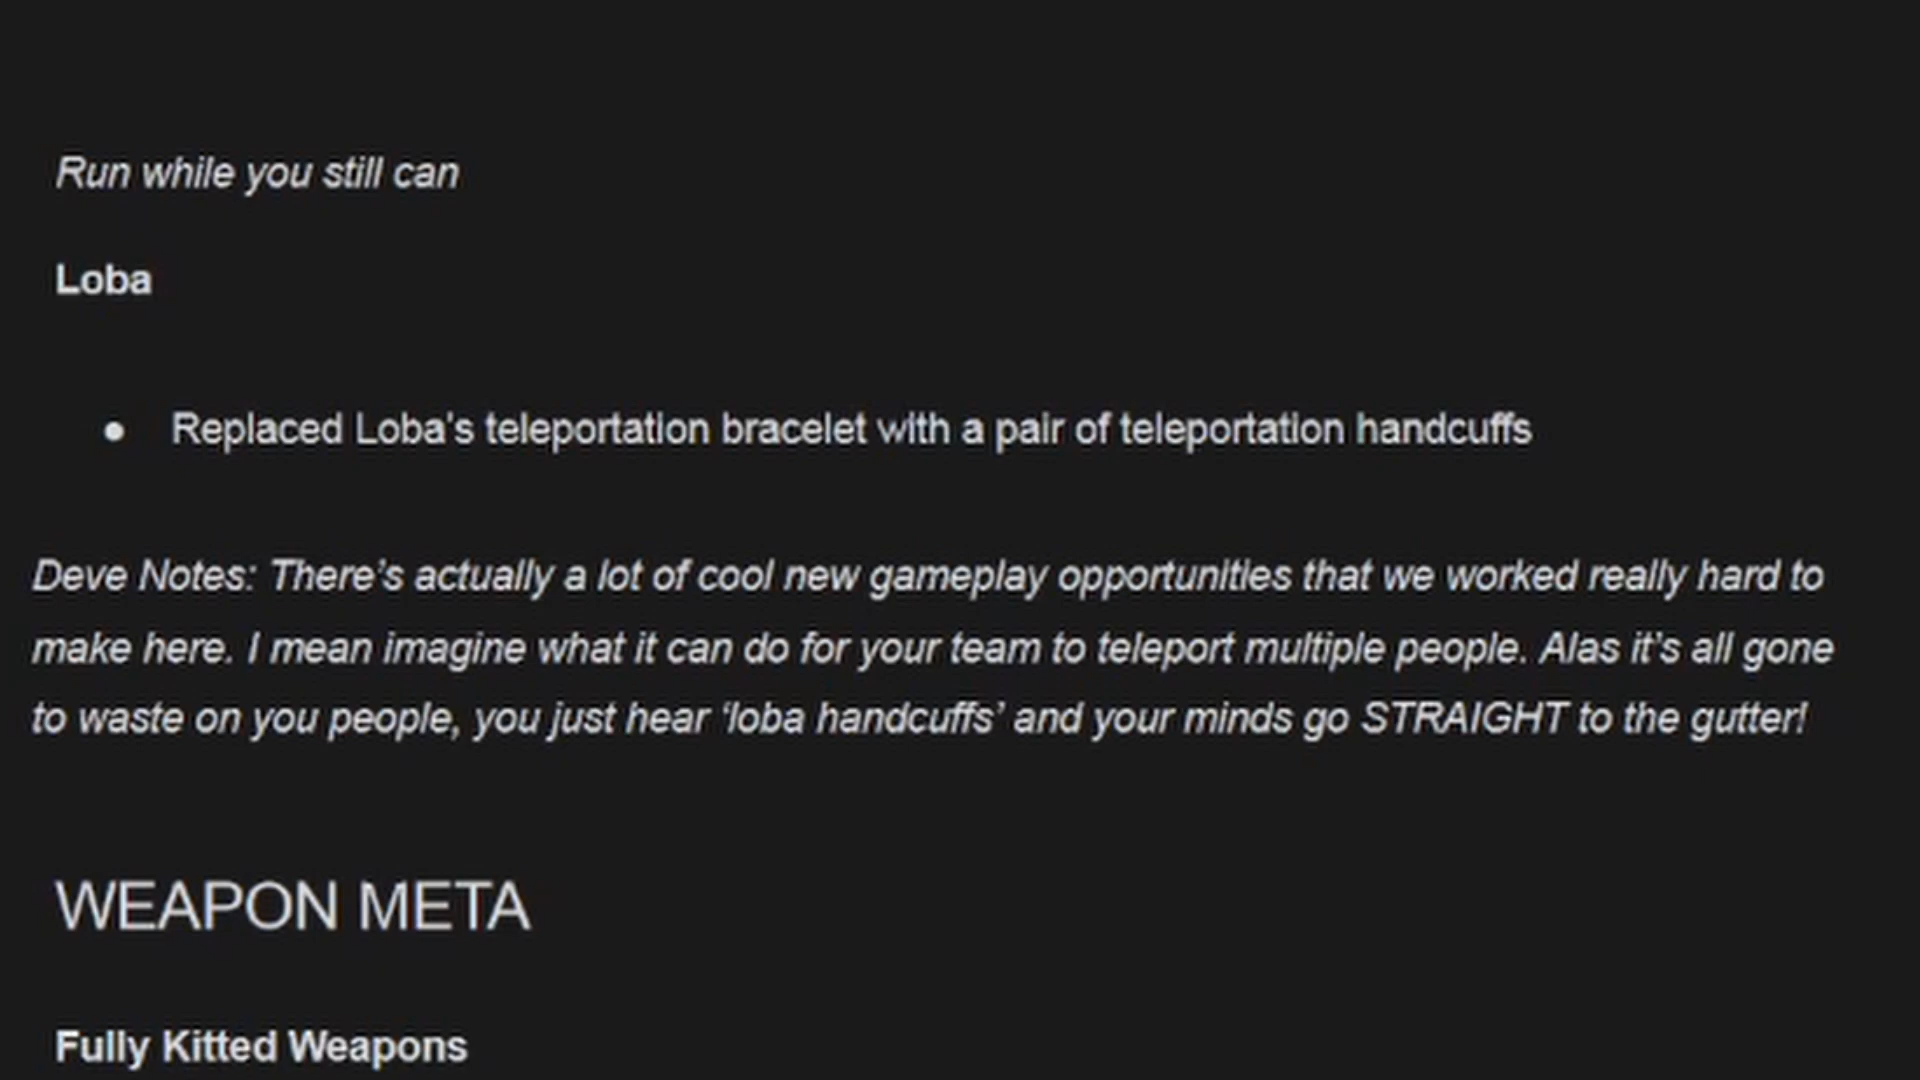 Run while you still can
Loba
● Replaced Loba's teleportation bracelet with a pair of teleportation handcuffs
Deve Notes: There’s actually a lot of cool new gameplay opportunities that we worked really hard to
make here. I mean imagine what it can do for your team to teleport multiple people. Alas it’s all gone
to waste on you people, you just hear ‘loba handcuffs’ and your minds go STRAIGHT to the gutter!
WEAPON META
Fully Kitted Weapons